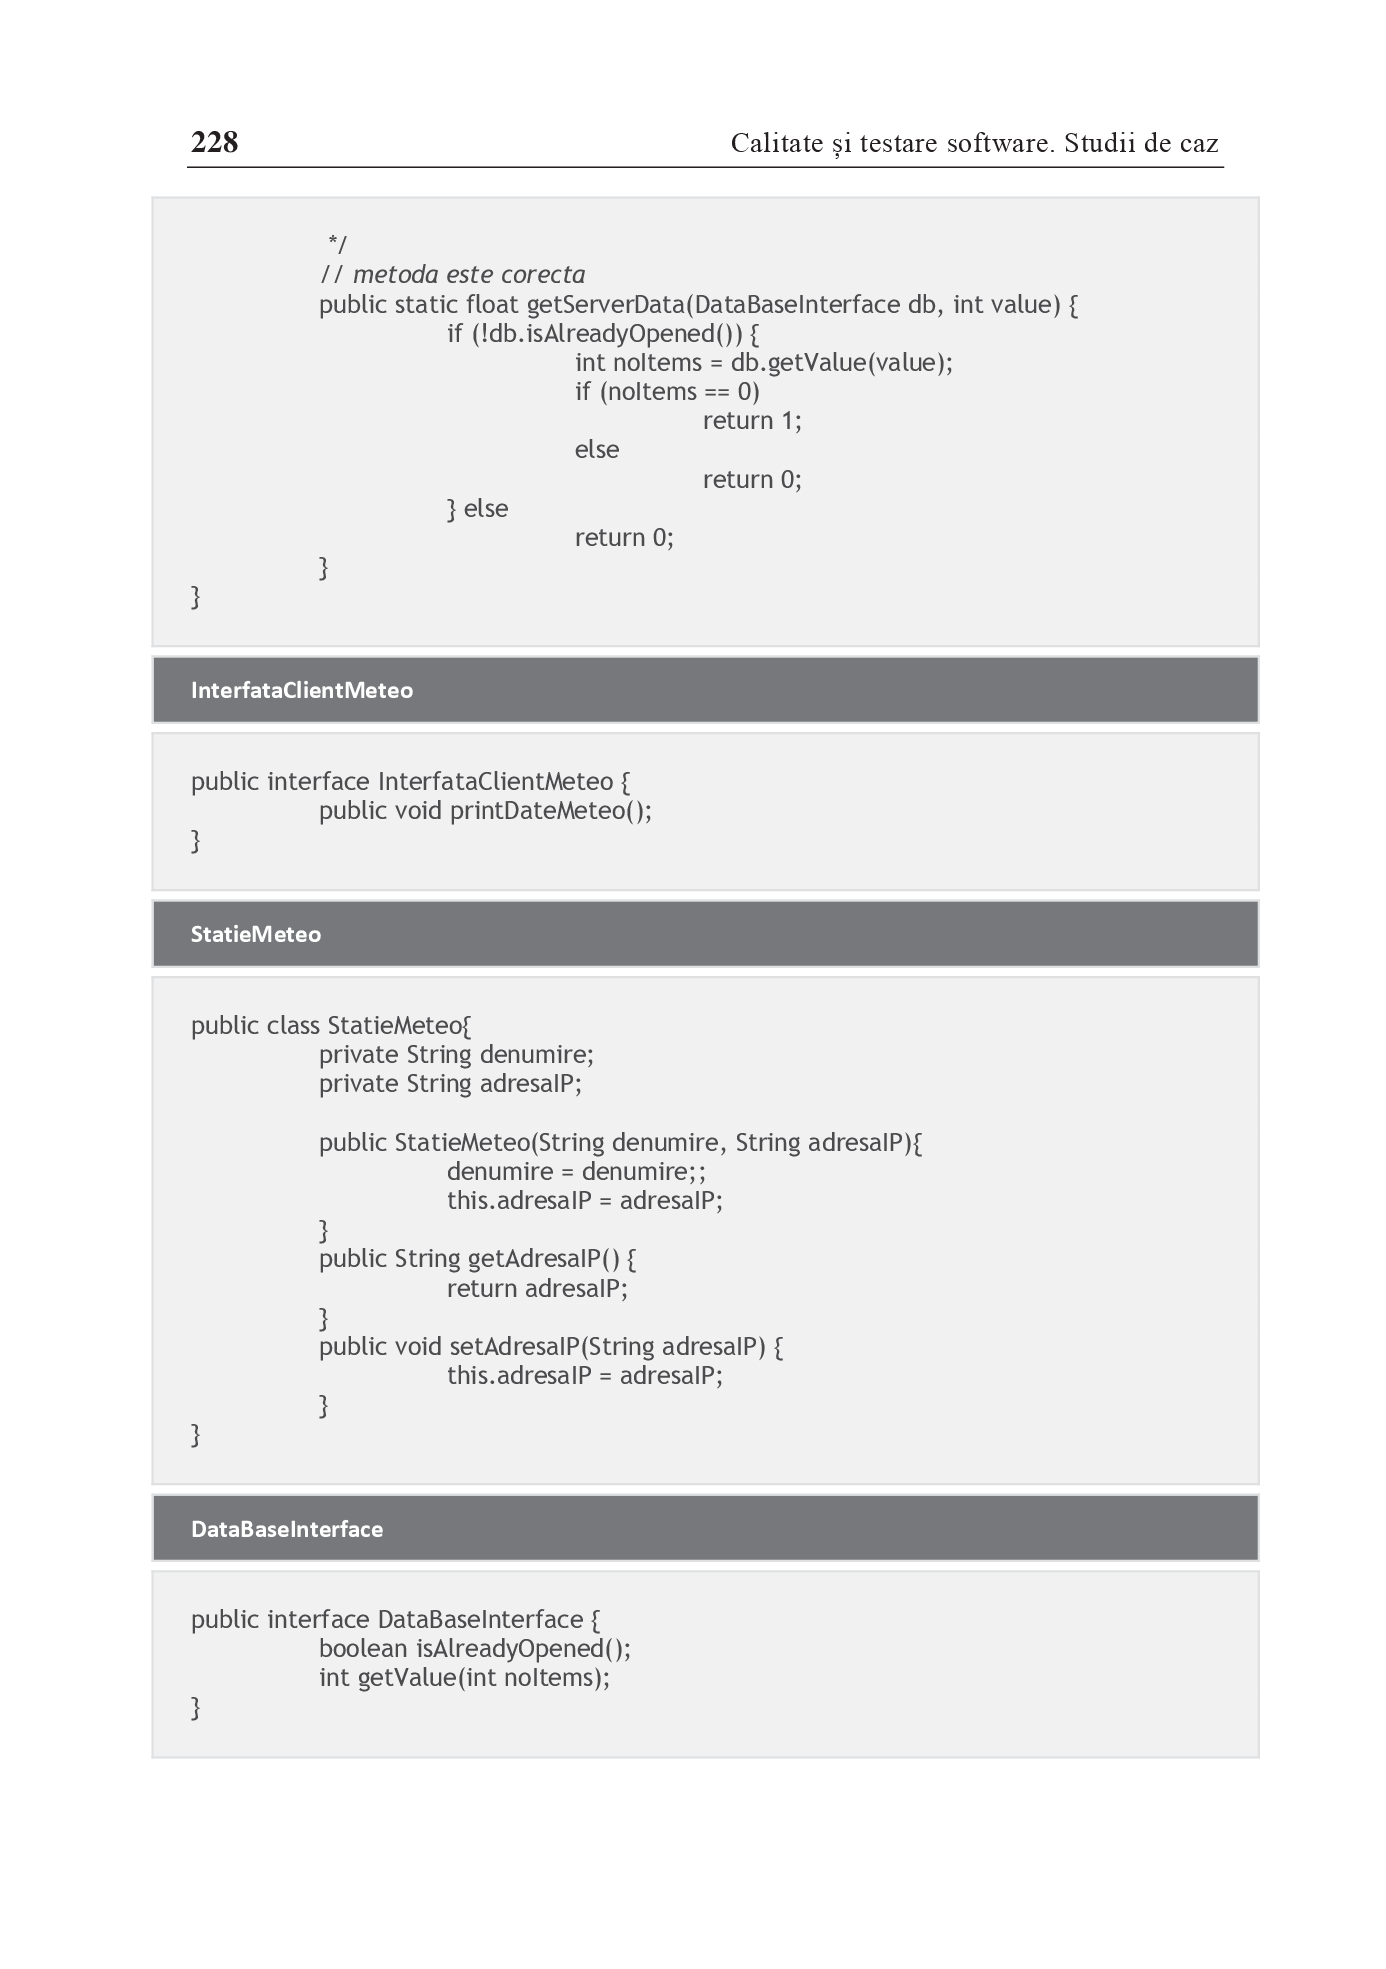 228 Calitate și testare software. Studii de caz
*/
// metoda este corecta
public static float getServerData(DataBaseInterface db, int value) {
if (!db.isAlreadyOpened()) {
int noItems = db.getValue(value);
if (noItems == 0)
return 1;
else
return 0;
} else
return 0;
}
}
InterfataClientMeteo
public interface InterfataClientMeteo {
public void printDateMeteo();
}
StatieMeteo
public class StatieMeteo{
private String denumire;
private String adresaIP;
public StatieMeteo(String denumire, String adresaIP){
denumire = denumire;;
this.adresaIP = adresaIP;
}
public String getAdresaIP() {
return adresaIP;
}
public void setAdresaIP(String adresaIP) {
this.adresaIP = adresaIP;
}
}
DataBaseInterface
public interface DataBaseInterface {
boolean isAlreadyOpened();
int getValue(int noItems);
}